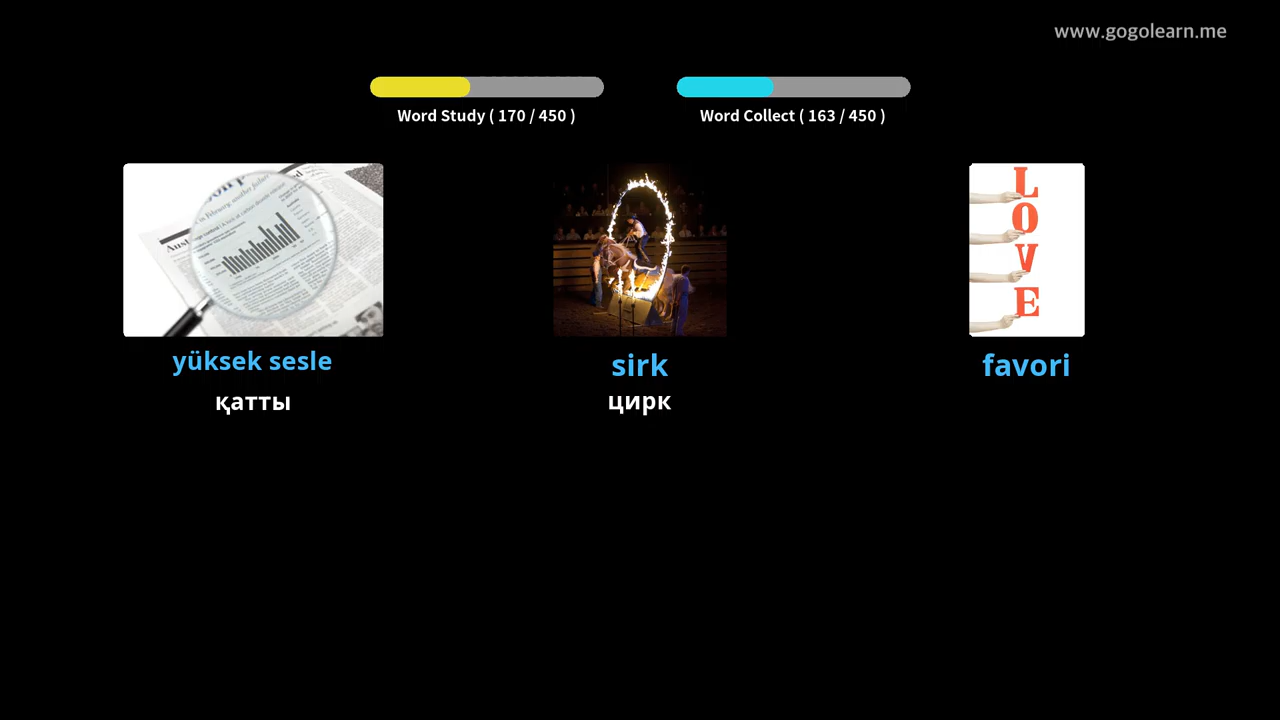 www.gogolearn.me
Word Study ( 170 / 450 )
Word Collect ( 163 / 450 )
L
O
V
E
yüksek sesle
sirk
favori
қатты
цирк